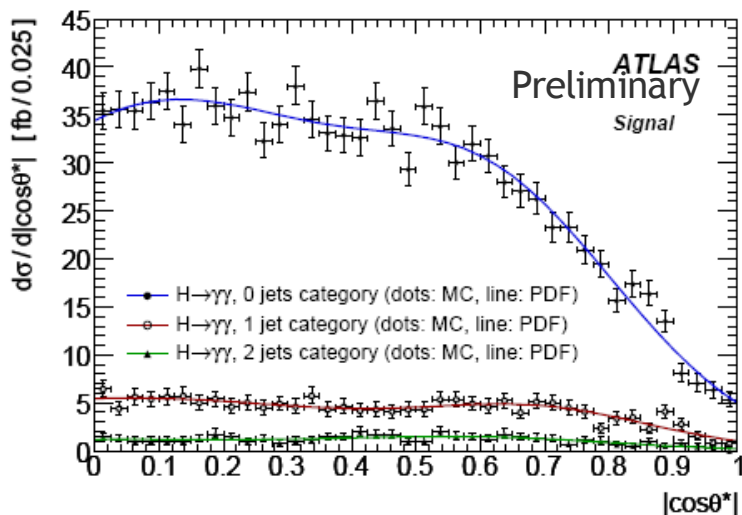 dσ/d|cosθ*| [fb/0.025]
45
40
35
30
25
20
15
10
5
0
ATLAS
Preliminary
Signal
H→γγ, 0 jets category (dots: MC, line: PDF)
H→γγ, 1 jet category (dots: MC, line: PDF)
H→γγ, 2 jets category (dots: MC, line: PDF)
0 0.1 0.2 0.3 0.4 0.5 0.6 0.7 0.8 0.9 1
|cosθ*|